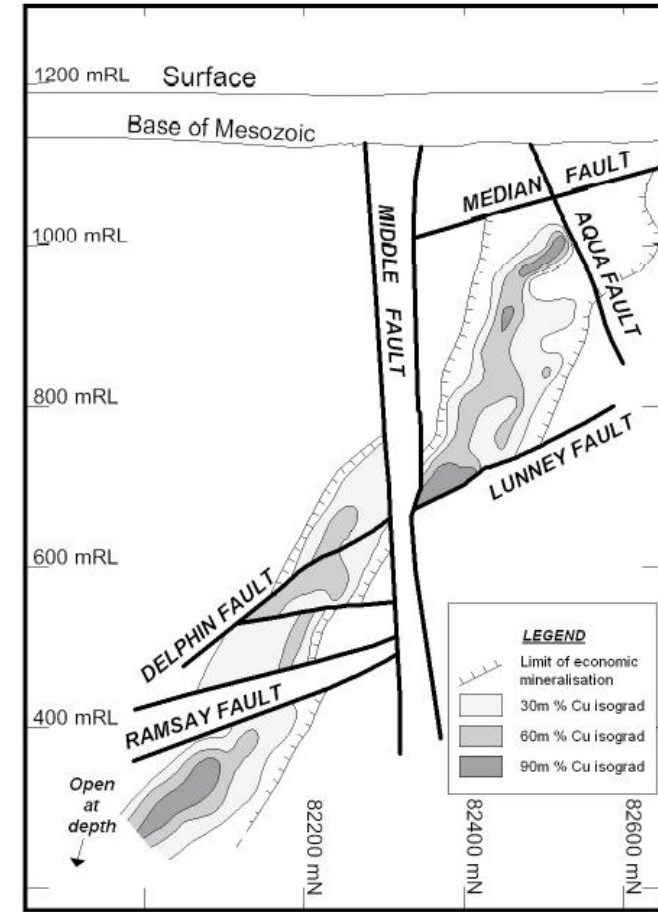 1200 mRL
Surface
Base of Mesozoic
MEDIAN FAULT
1000 mRL
MIDDLE FAULT
AQUA FAULT
800 mRL
LUNNEY FAULT
600 mRL
DELPHIN FAULT
RAMSAY FAULT
400 mRL
Open
at
depth
LEGEND
Limit of economic
mineralisation
30m % Cu isograd
60m % Cu isograd
90m % Cu isograd
82200 mN
82400 mN
82600 mN